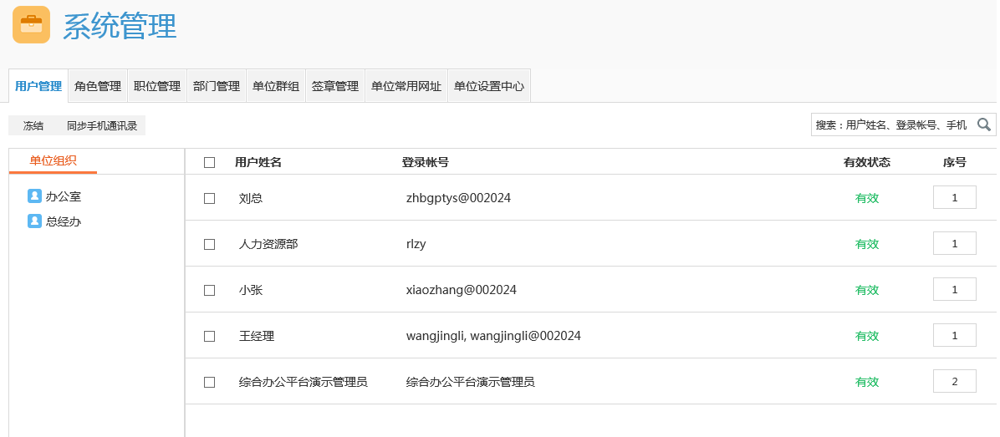 系统管理
用户管理 角色管理 职位管理 部门管理 单位群组 签章管理 单位常用网址 单位设置中心
冻结 同步手机通讯录 搜索：用户姓名、登录帐号、手机
单位组织 用户姓名 登录帐号 有效状态 序号
办公室 刘总 zhbgptys@002024 有效 1
总经办
人力资源部 rlzy 有效 1
小张 xiaozhang@002024 有效 1
王经理 wangjingli, wangjingli@002024 有效 1
综合办公平台演示管理员 综合办公平台演示管理员 有效 2